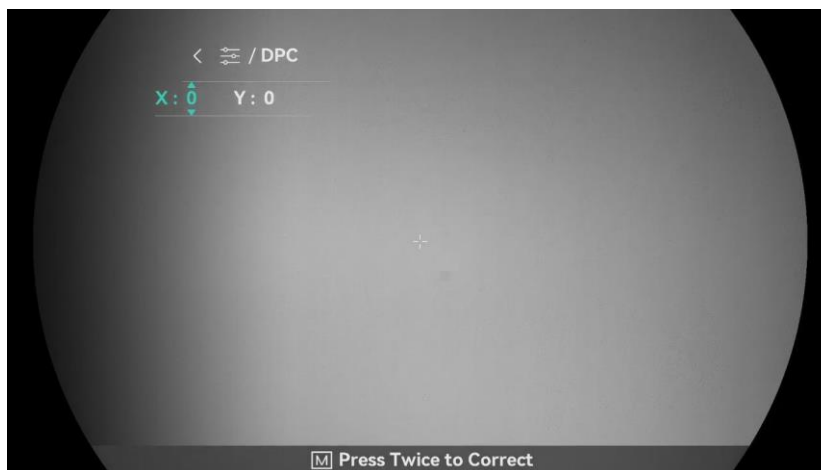 / DPC
X : 0 Y : 0
M Press Twice to Correct